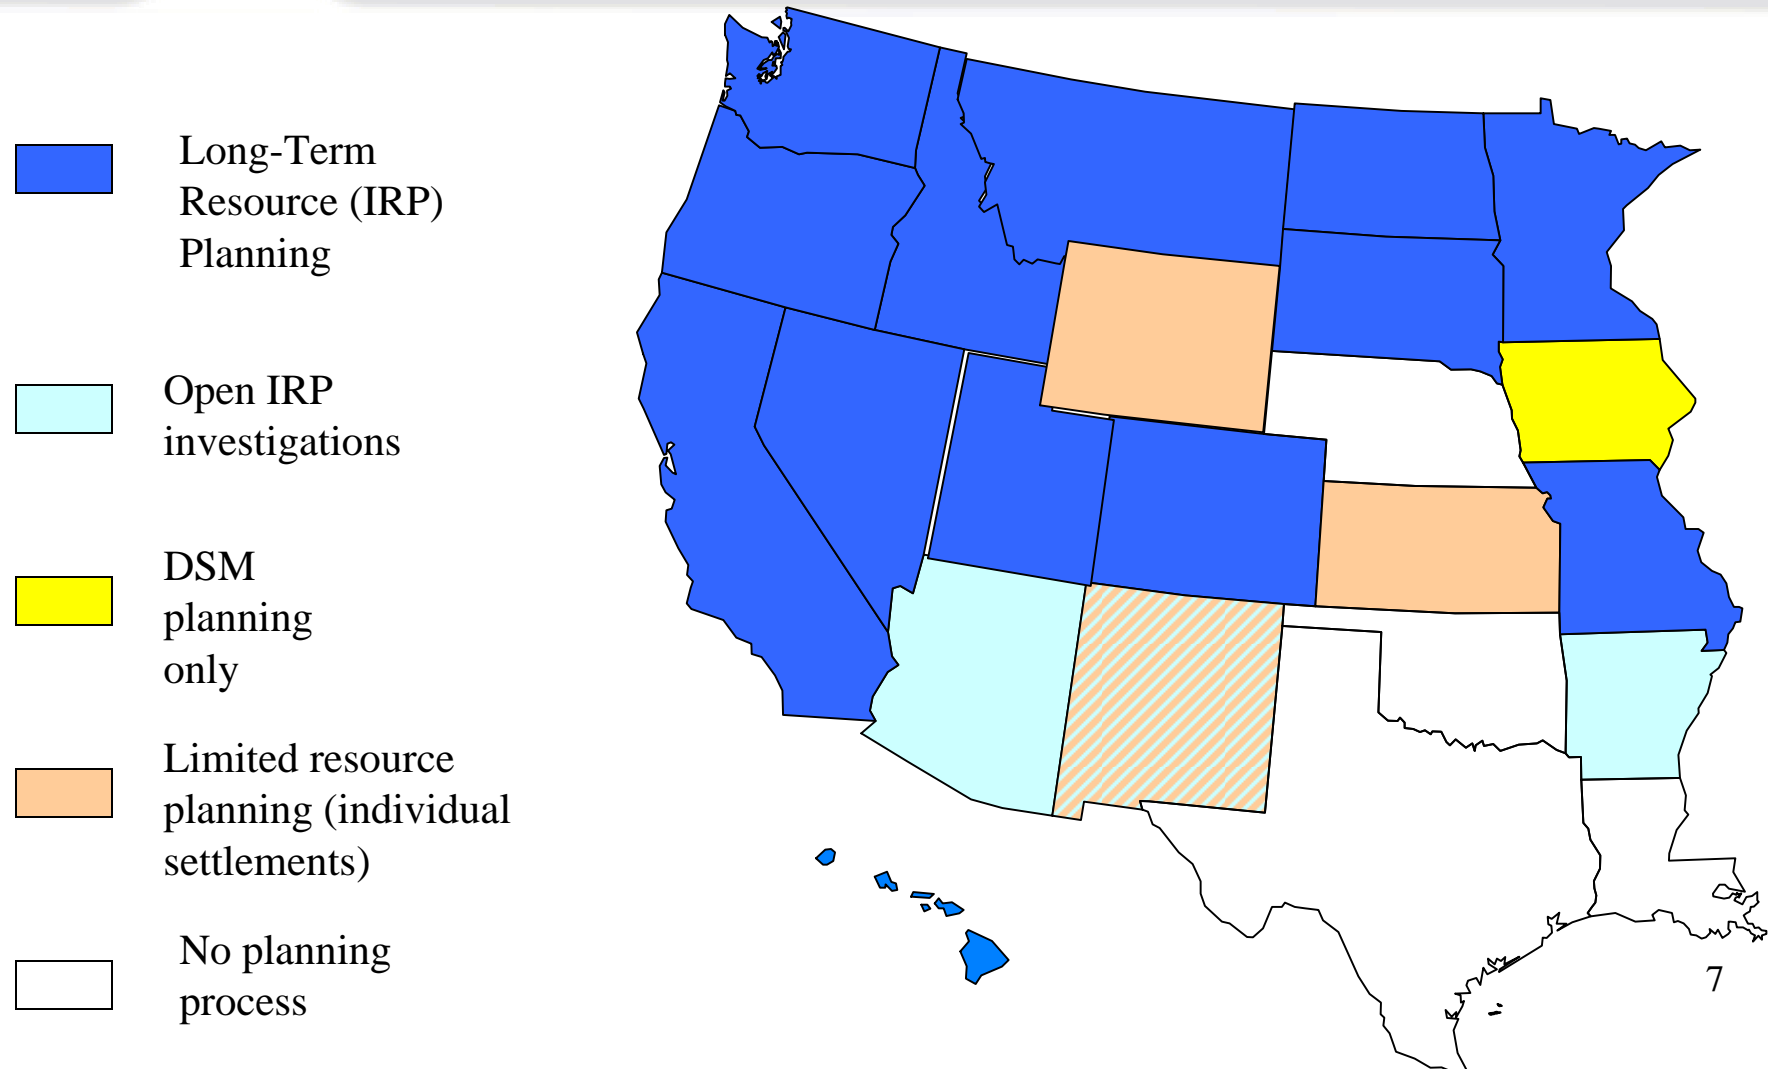 Long-Term
Resource (IRP)
Planning
Open IRP
investigations
DSM
planning
only
Limited resource
planning (individual
settlements)
No planning
process
7